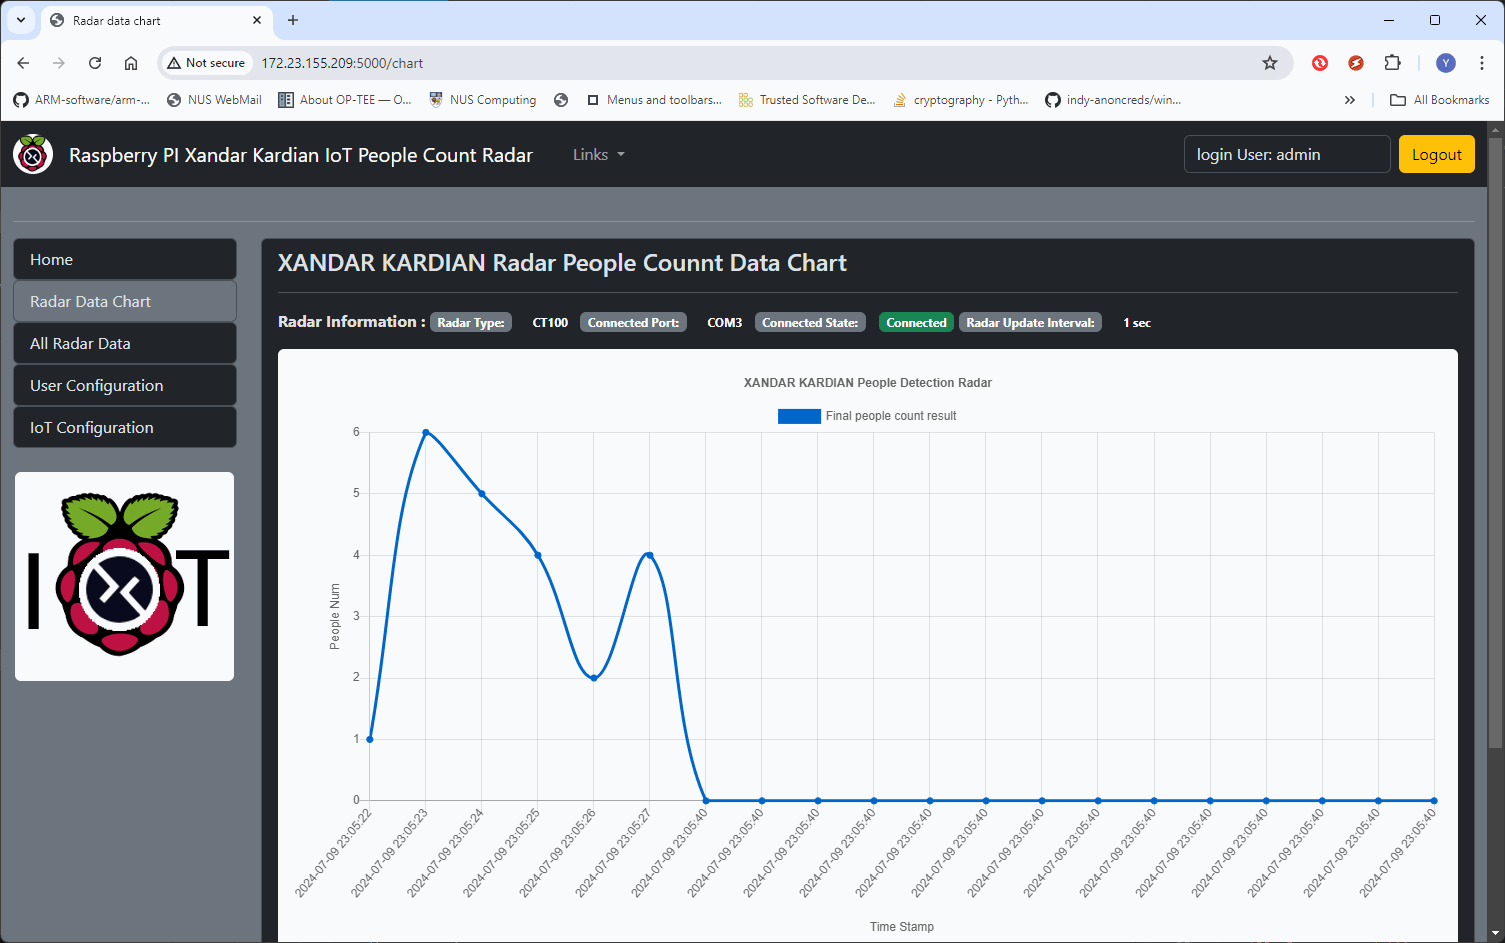 Radar data chart
Not secure 172.23.155.209:5000/chart
Y
ARM-software/arm-... NUS WebMail About OP-TEE — O... NUS Computing Menus and toolbars... Trusted Software De... cryptography - Pyth... indy-anoncreds/win... All Bookmarks
Raspberry PI Xandar Kardian IoT People Count Radar Links login User: admin Logout
Home
Radar Data Chart
All Radar Data
User Configuration
IoT Configuration
IOT
XANDAR KARDIAN Radar People Counnt Data Chart
Radar Information : Radar Type: CT100 Connected Port: COM3 Connected State: Connected Radar Update Interval: 1 sec
XANDAR KARDIAN People Detection Radar
Final people count result
6
5
4
3
2
1
0
People Num
2024-07-09 23:05:22
2024-07-09 23:05:23
2024-07-09 23:05:24
2024-07-09 23:05:25
2024-07-09 23:05:26
2024-07-09 23:05:27
2024-07-09 23:05:40
2024-07-09 23:05:40
2024-07-09 23:05:40
2024-07-09 23:05:40
2024-07-09 23:05:40
2024-07-09 23:05:40
2024-07-09 23:05:40
2024-07-09 23:05:40
2024-07-09 23:05:40
2024-07-09 23:05:40
2024-07-09 23:05:40
2024-07-09 23:05:40
2024-07-09 23:05:40
2024-07-09 23:05:40
Time Stamp